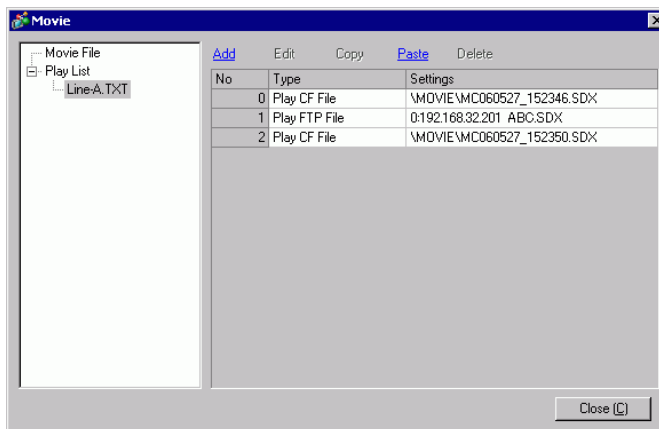 Movie
Movie File
Play List
Line-A.TXT
Add Edit Copy Paste Delete
No Type Settings
0 Play CF File \MOVIE\MC060527_152346.SDX
1 Play FTP File 0:192.168.32.201 ABC.SDX
2 Play CF File \MOVIE\MC060527_152350.SDX
Close (C)